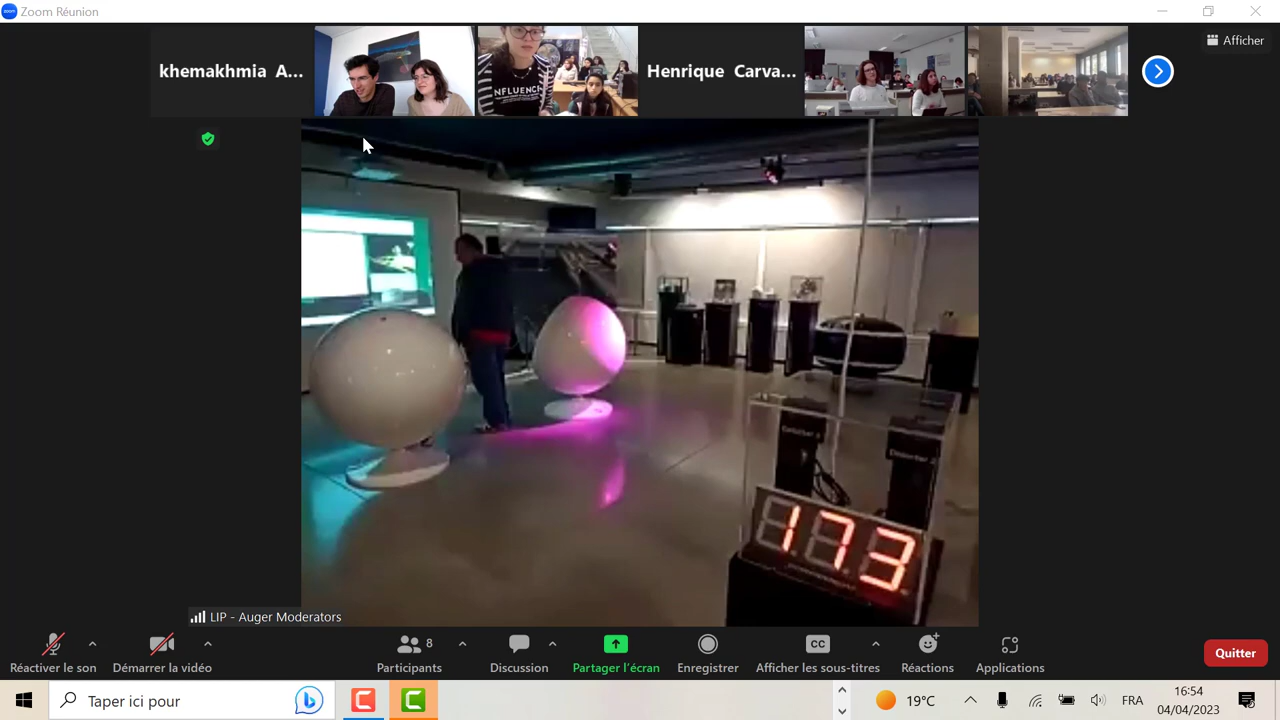 Zoom Réunion
khemakhmia A...
NFLUENCI
Henrique Carva...
Afficher
173
LIP - Auger Moderators
8
Réactiver le son
Démarrer la vidéo
Participants
Discussion
Partager l'écran
Enregistrer
CC
Afficher les sous-titres
Réactions
Applications
Quitter
Taper ici pour
19°C
FRA
16:54
04/04/2023